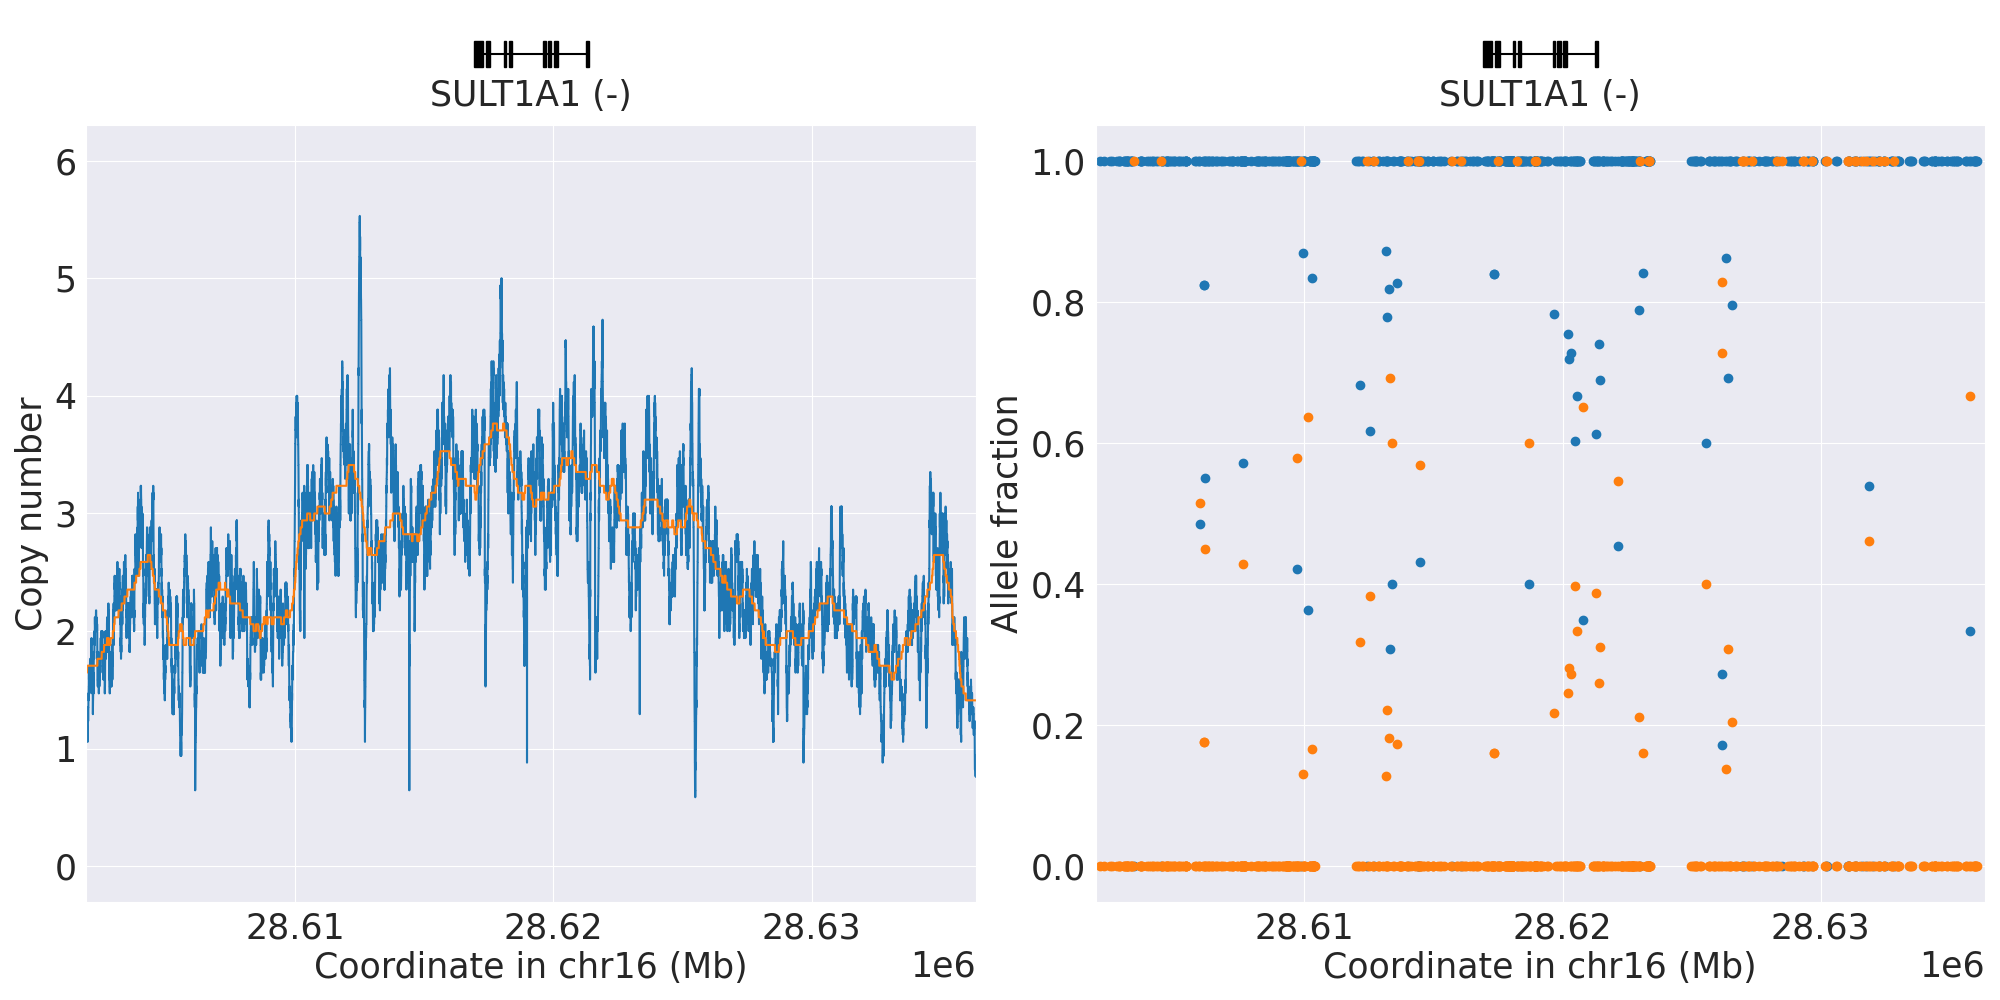 SULT1A1 (-)
6
5
4
3
2
1
0
Copy number
28.61
28.62
28.63
Coordinate in chr16 (Mb)
1e6
SULT1A1 (-)
1.0
0.8
0.6
0.4
0.2
0.0
Allele fraction
28.61
28.62
28.63
Coordinate in chr16 (Mb)
1e6